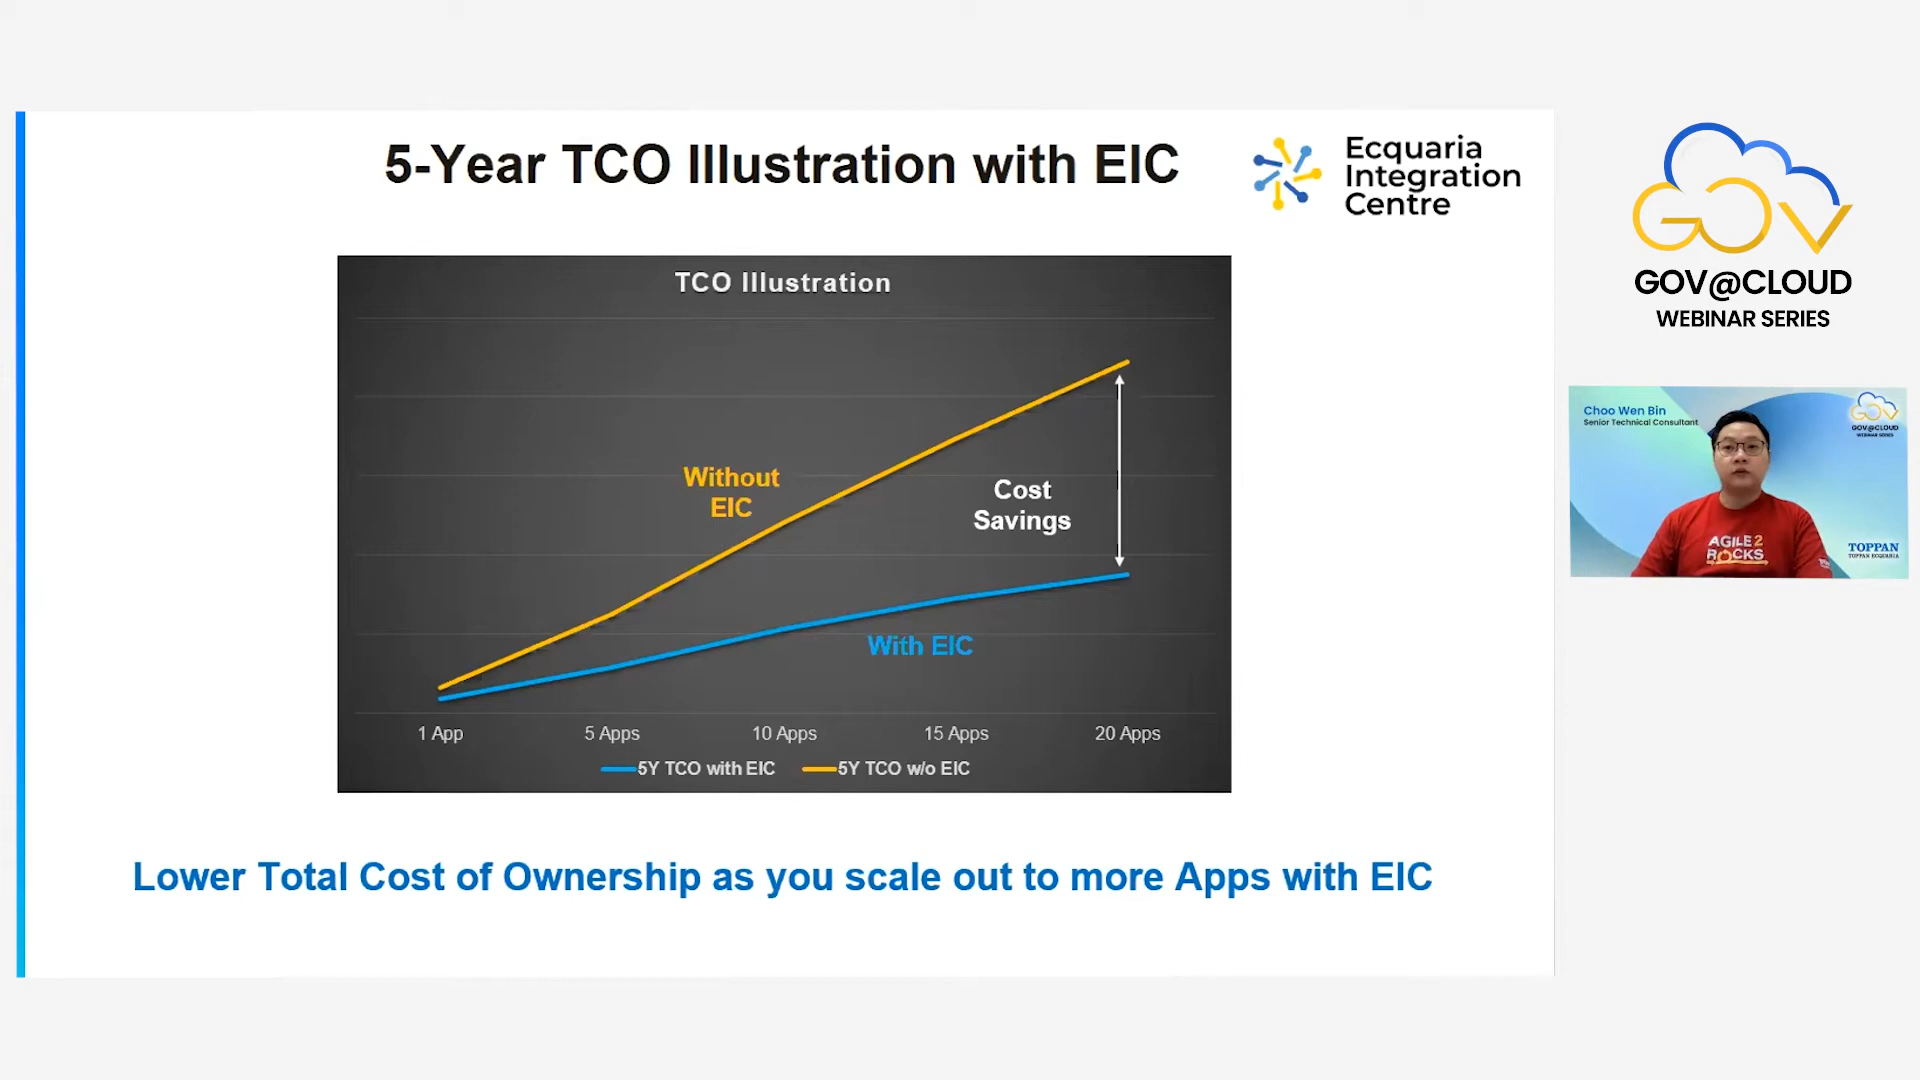 5-Year TCO Illustration with EIC
Ecquaria
Integration
Centre
TCO Illustration
Without
EIC
Cost
Savings
With EIC
1 App
5 Apps
10 Apps
15 Apps
20 Apps
5Y TCO with EIC
5Y TCO w/o EIC
Lower Total Cost of Ownership as you scale out to more Apps with EIC
GOV
GOV@CLOUD
WEBINAR SERIES
Choo Wen Bin
Senior Technical Consultant
GOV
GOV@CLOUD
WEBINAR SERIES
AGILE2
ROCKS
TOPPAN
TOPPAN ECQUARIA